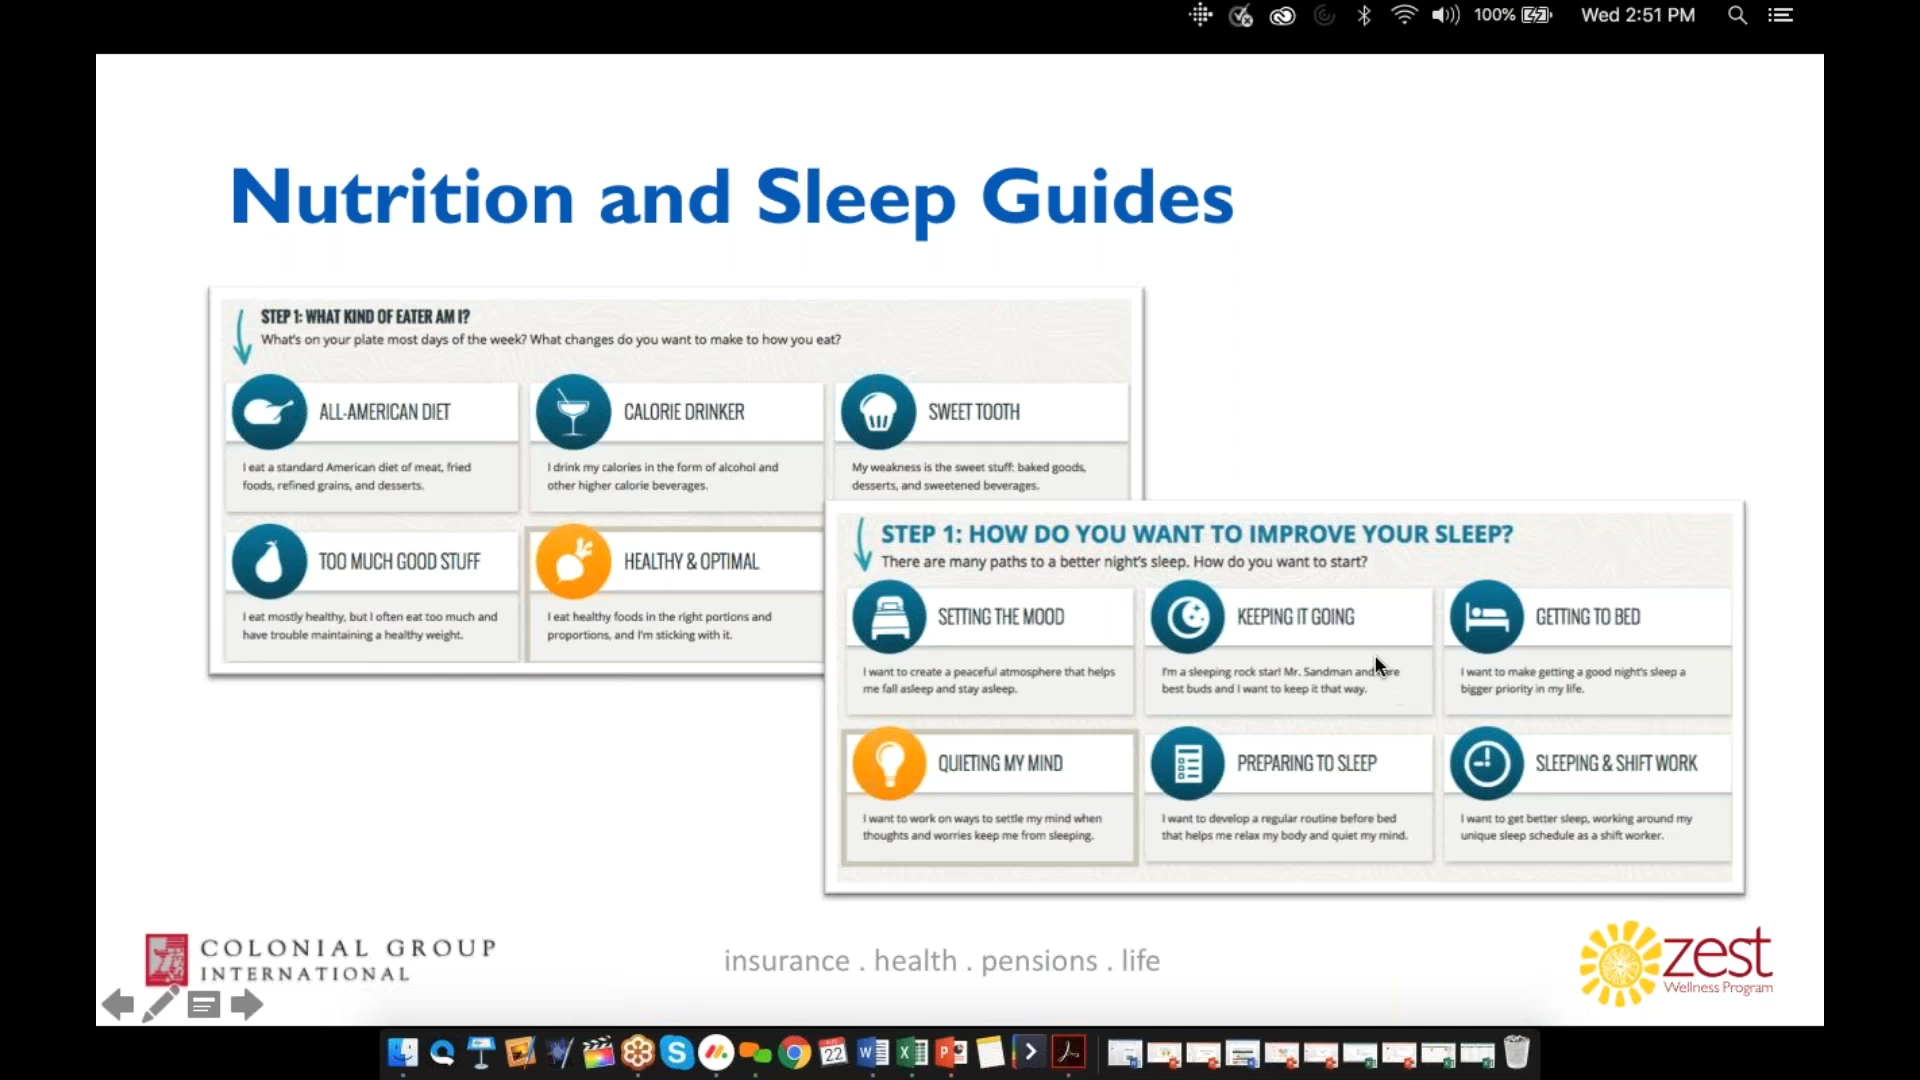 100%
Wed 2:51 PM
Nutrition and Sleep Guides
STEP 1: WHAT KIND OF EATER AM I?
What's on your plate most days of the week? What changes do you want to make to how you eat?
ALL-AMERICAN DIET
I eat a standard American diet of meat, fried
foods, refined grains, and desserts.
CALORIE DRINKER
I drink my calories in the form of alcohol and
other higher calorie beverages.
SWEET TOOTH
My weakness is the sweet stuff: baked goods,
desserts, and sweetened beverages.
TOO MUCH GOOD STUFF
I eat mostly healthy, but I often eat too much and
have trouble maintaining a healthy weight.
HEALTHY & OPTIMAL
I eat healthy foods in the right portions and
proportions, and I'm sticking with it.
STEP 1: HOW DO YOU WANT TO IMPROVE YOUR SLEEP?
There are many paths to a better night's sleep. How do you want to start?
SETTING THE MOOD
I want to create a peaceful atmosphere that helps
me fall asleep and stay asleep.
KEEPING IT GOING
I'm a sleeping rock star! Mr. Sandman and are
best buds and I want to keep it that way.
GETTING TO BED
I want to make getting a good night's sleep a
bigger priority in my life.
QUIETING MY MIND
I want to work on ways to settle my mind when
thoughts and worries keep me from sleeping.
PREPARING TO SLEEP
I want to develop a regular routine before bed
that helps me relax my body and quiet my mind.
SLEEPING & SHIFT WORK
I want to get better sleep, working around my
unique sleep schedule as a shift worker.
COLONIAL GROUP
INTERNATIONAL
insurance . health . pensions . life
zest
Wellness Program
22
W
X
P